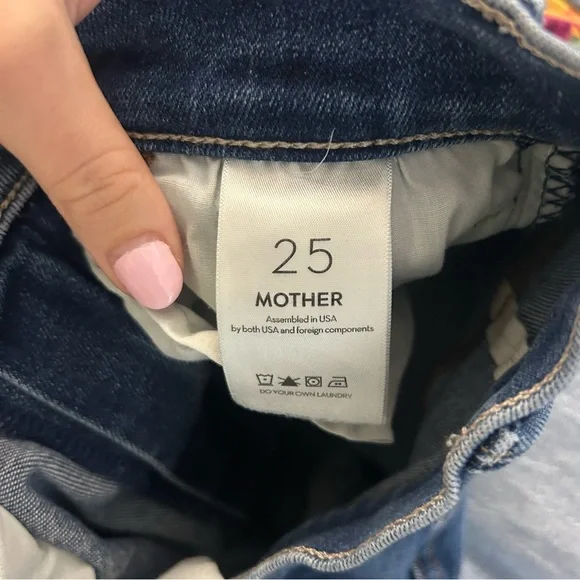 25
MOTHER
Assembled in USA
by both USA and foreign components
DO YOUR OWN LAUNDRY